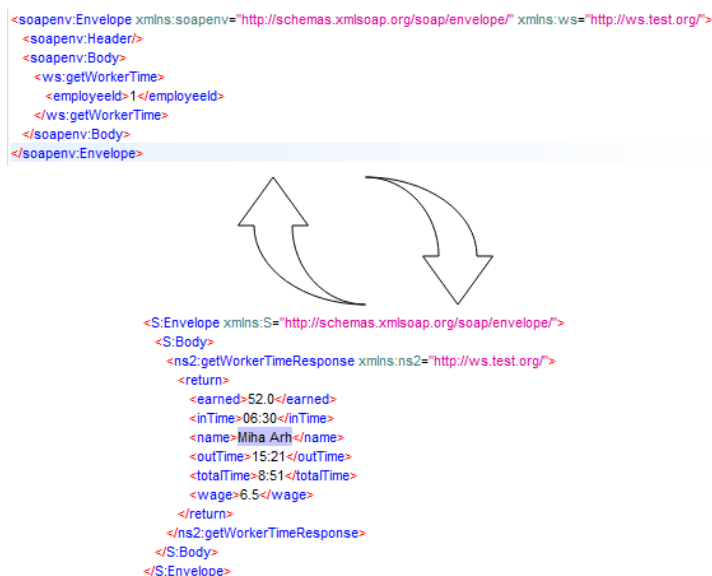 <soapenv:Envelope xmlns:soapenv="http://schemas.xmlsoap.org/soap/envelope/" xmlns:ws="http://ws.test.org/">
<soapenv:Header/>
<soapenv:Body>
<ws:getWorkerTime>
<employeeId>1</employeeId>
</ws:getWorkerTime>
</soapenv:Body>
</soapenv:Envelope>
<S:Envelope xmlns:S="http://schemas.xmlsoap.org/soap/envelope/">
<S:Body>
<ns2:getWorkerTimeResponse xmlns:ns2="http://ws.test.org/">
<return>
<earned>52.0</earned>
<inTime>06:30</inTime>
<name>Miha Arh</name>
<outTime>15:21</outTime>
<totalTime>8:51</totalTime>
<wage>6.5</wage>
</return>
</ns2:getWorkerTimeResponse>
</S:Body>
</S:Envelope>